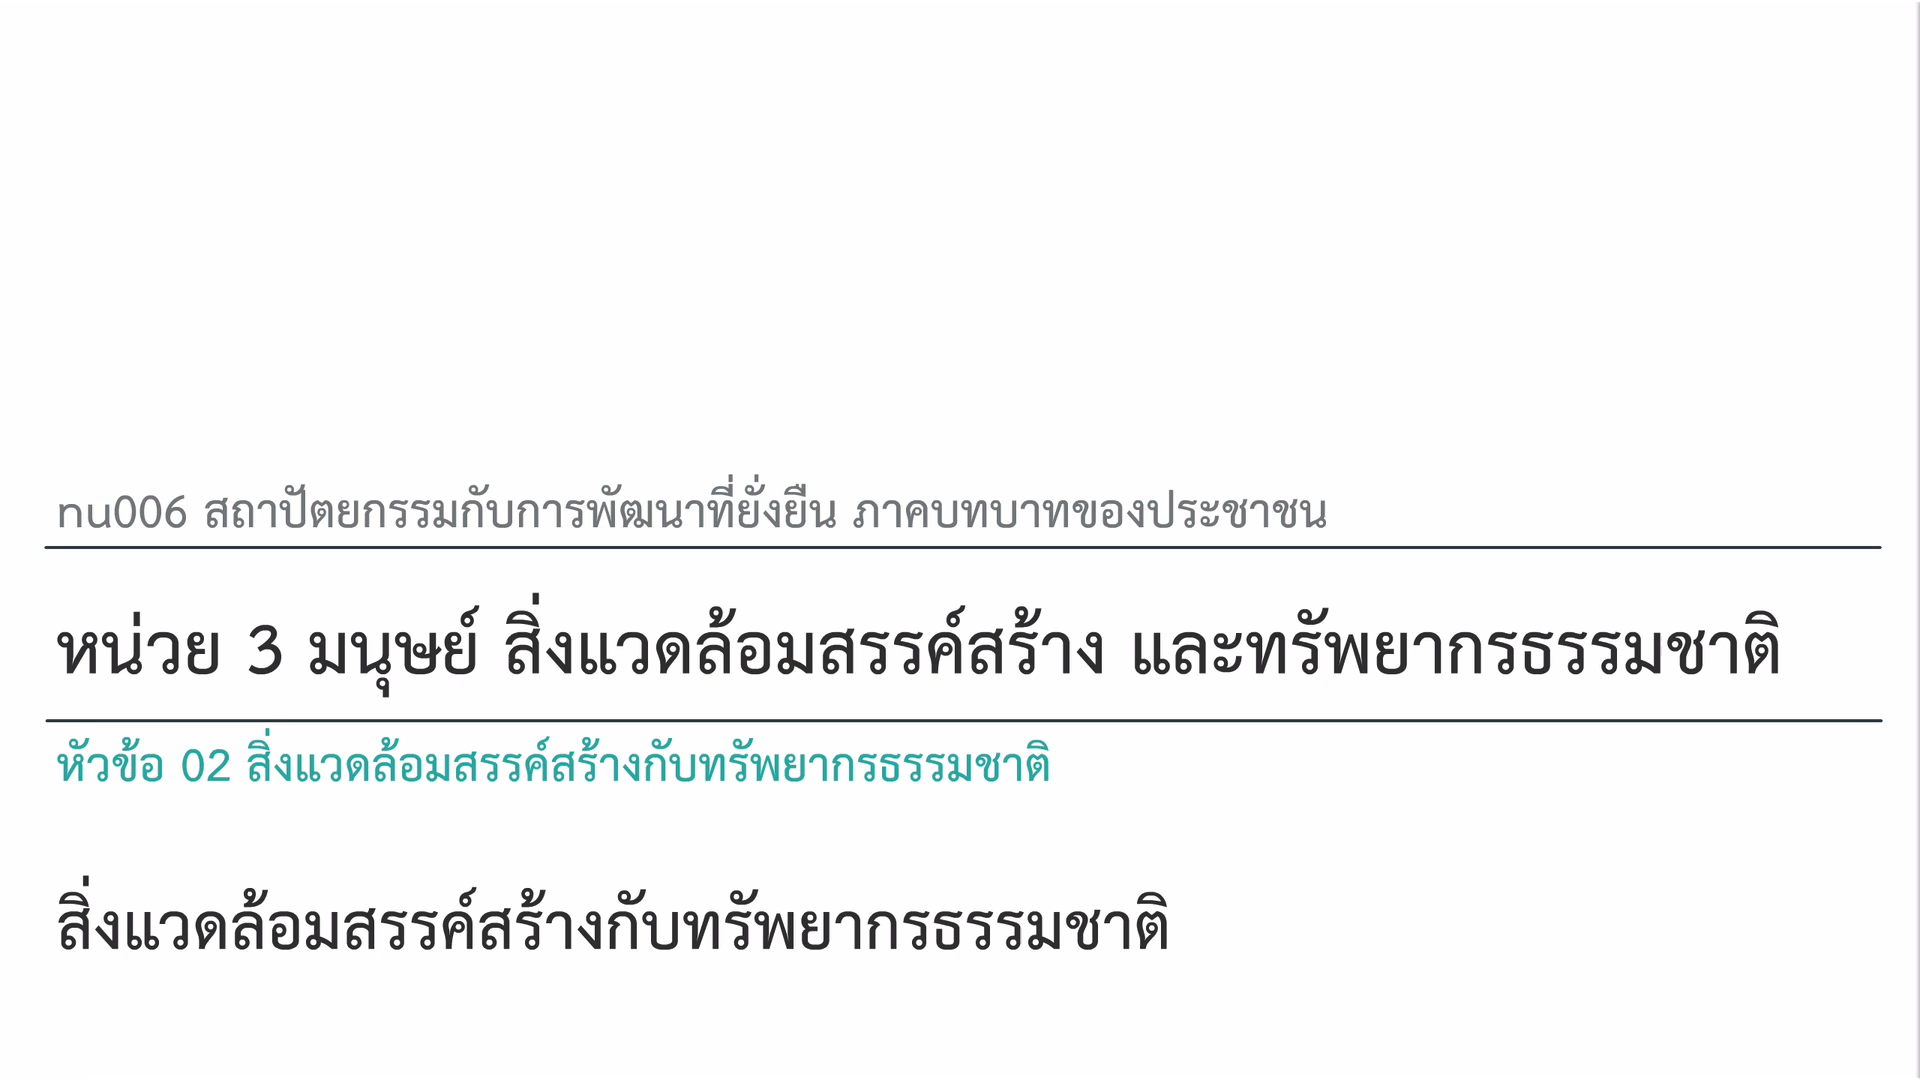 nu006 สถาปัตยกรรมกับการพัฒนาที่ยั่งยืน ภาคบทบาทของประชาชน
หน่วย 3 มนุษย์ สิ่งแวดล้อมสรรค์สร้าง และทรัพยากรธรรมชาติ
หัวข้อ 02 สิ่งแวดล้อมสรรค์สร้างกับทรัพยากรธรรมชาติ
สิ่งแวดล้อมสรรค์สร้างกับทรัพยากรธรรมชาติ